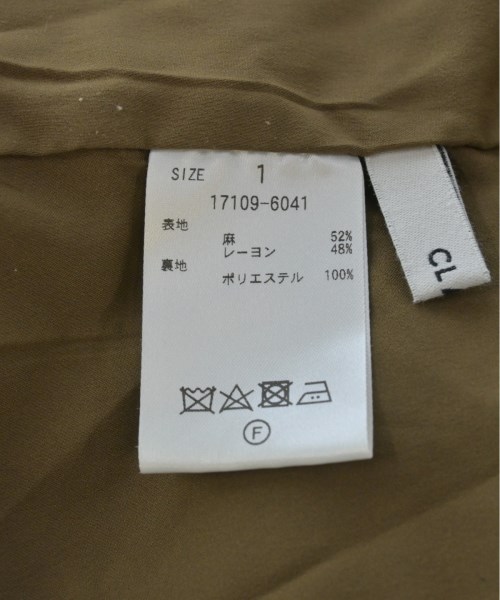 SIZE 1
17109-6041
表地
麻 52%
レーヨン 48%
裏地
ポリエステル 100%
F
CL